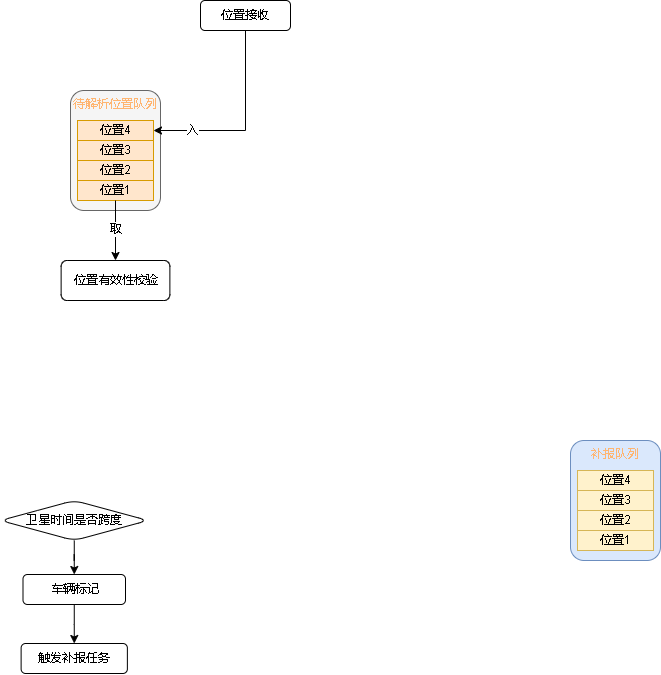 位置接收
待解析位置队列
位置4
入
位置3
位置2
位置1
取
位置有效性校验
补报队列
位置4
位置3
位置2
位置1
卫星时间是否跨度
车辆标记
触发补报任务